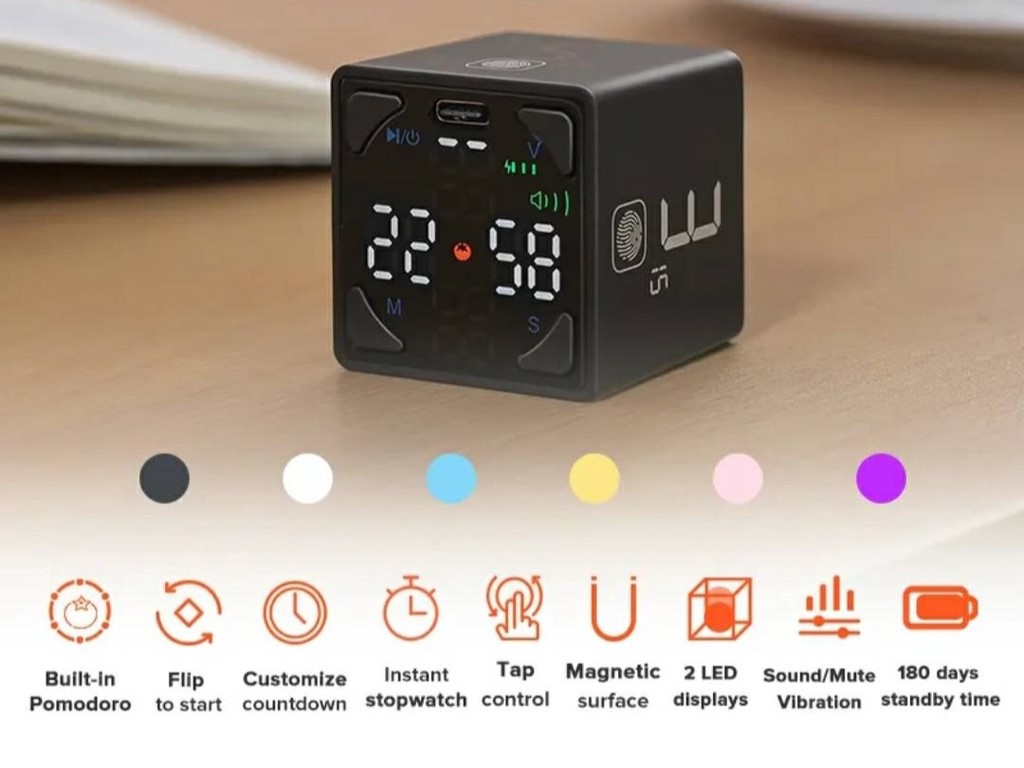 V
22 58
M
S
Built-in
Pomodoro
Flip
to start
Customize
countdown
Instant
stopwatch
Tap
control
Magnetic
surface
2 LED
displays
Sound/Mute
Vibration
180 days
standby time